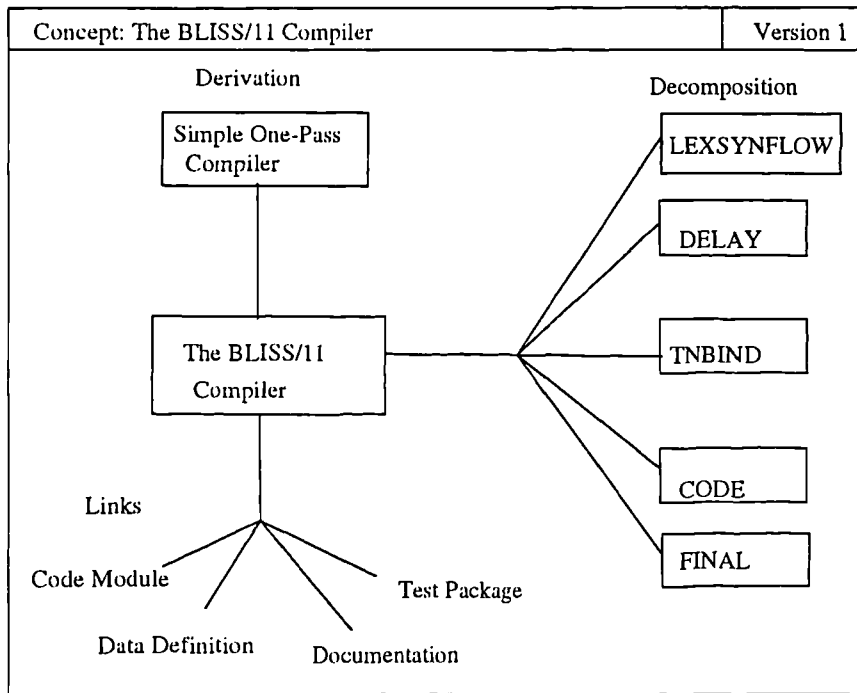 Concept: The BLISS/11 Compiler
Version 1
Derivation
Decomposition
Simple One-Pass
Compiler
LEXSYNFLOW
DELAY
The BLISS/11
Compiler
TNBIND
CODE
FINAL
Links
Code Module
Test Package
Data Definition
Documentation